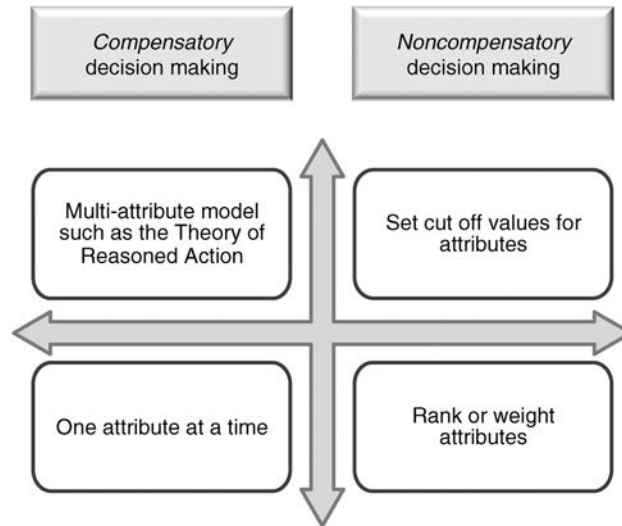 Compensatory
decision making
Noncompensatory
decision making
Multi-attribute model
such as the Theory of
Reasoned Action
Set cut off values for
attributes
One attribute at a time
Rank or weight
attributes